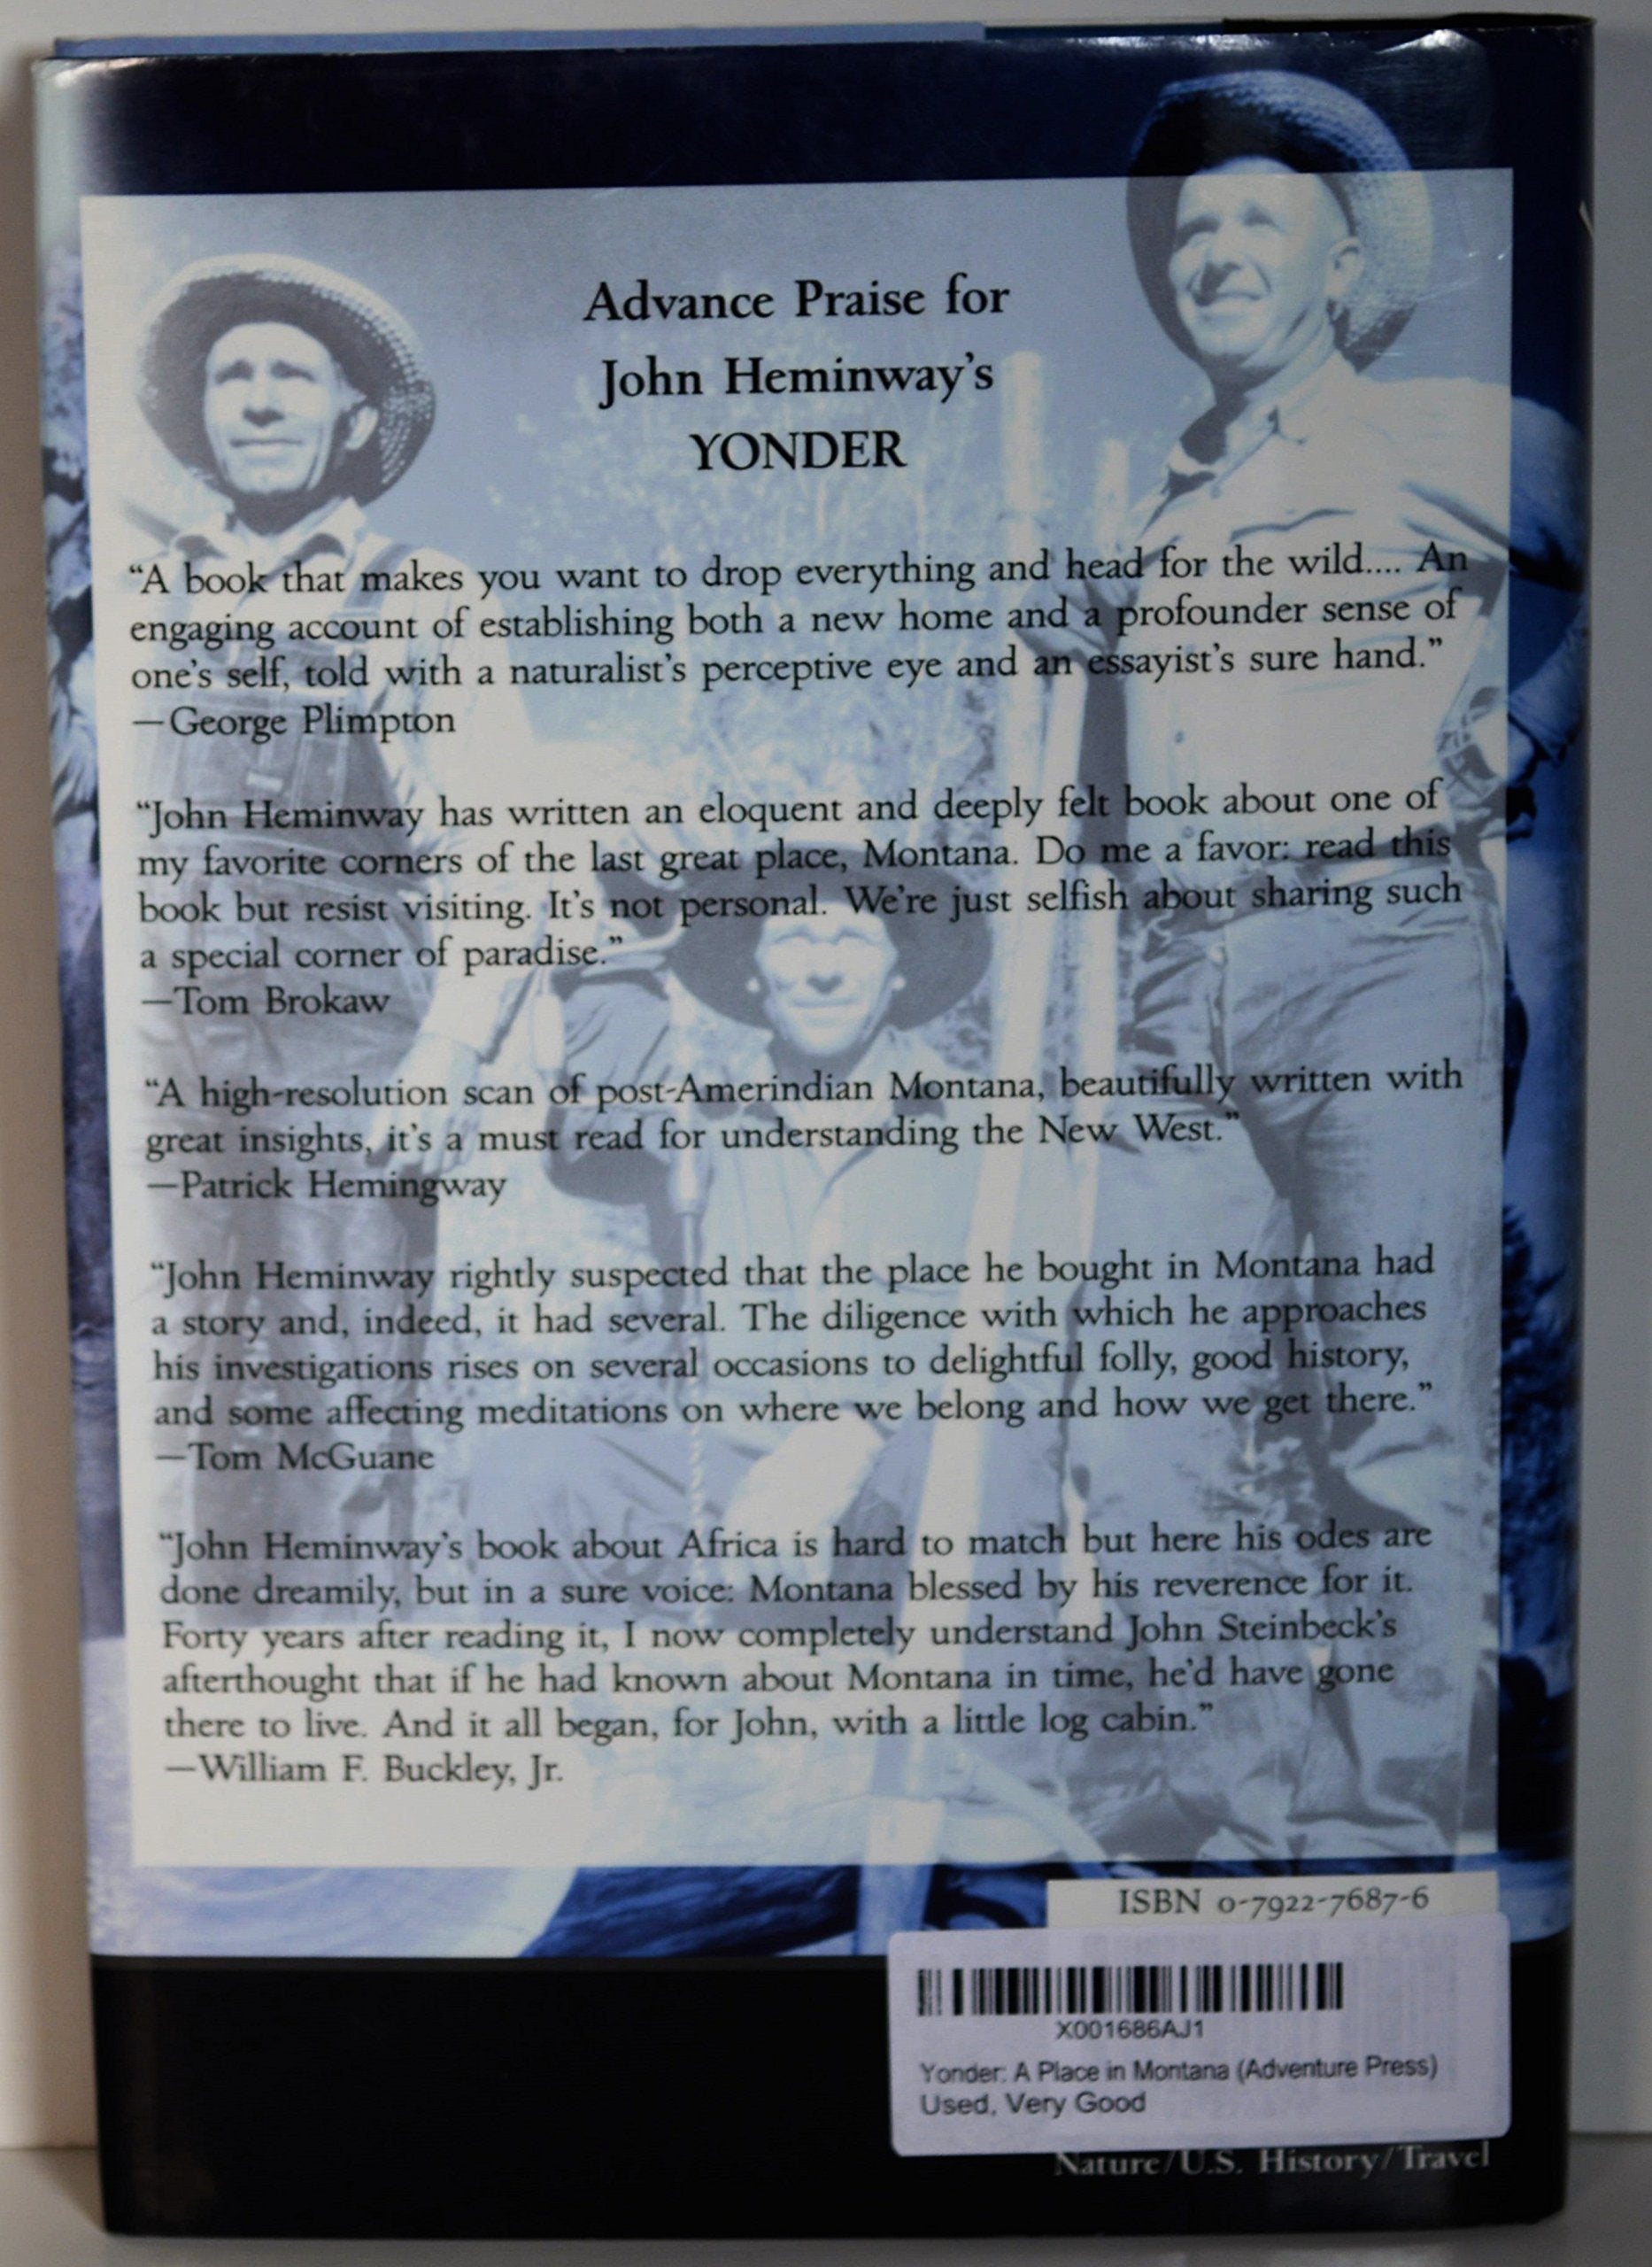 Advance Praise for
John Heminway's
YONDER
“A book that makes you want to drop everything and head for the wild.... An
engaging account of establishing both a new home and a profounder sense of
one's self, told with a naturalist's perceptive eye and an essayist's sure hand.”
—George Plimpton
“John Heminway has written an eloquent and deeply felt book about one of
my favorite corners of the last great place, Montana. Do me a favor: read this
book but resist visiting. It's not personal. We're just selfish about sharing such
a special corner of paradise.”
—Tom Brokaw
“A high-resolution scan of post-Amerindian Montana, beautifully written with
great insights, it's a must read for understanding the New West.”
—Patrick Hemingway
“John Heminway rightly suspected that the place he bought in Montana had
a story and, indeed, it had several. The diligence with which he approaches
his investigations rises on several occasions to delightful folly, good history,
and some affecting meditations on where we belong and how we get there.”
—Tom McGuane
“John Heminway's book about Africa is hard to match but here his odes are
done dreamily, but in a sure voice: Montana blessed by his reverence for it.
Forty years after reading it, I now completely understand John Steinbeck's
afterthought that if he had known about Montana in time, he'd have gone
there to live. And it all began, for John, with a little log cabin.”
—William F. Buckley, Jr.
ISBN 0-7922-7687-6
X001686AJ1
Yonder: A Place in Montana (Adventure Press)
Used, Very Good
Nature/U.S. History/Travel